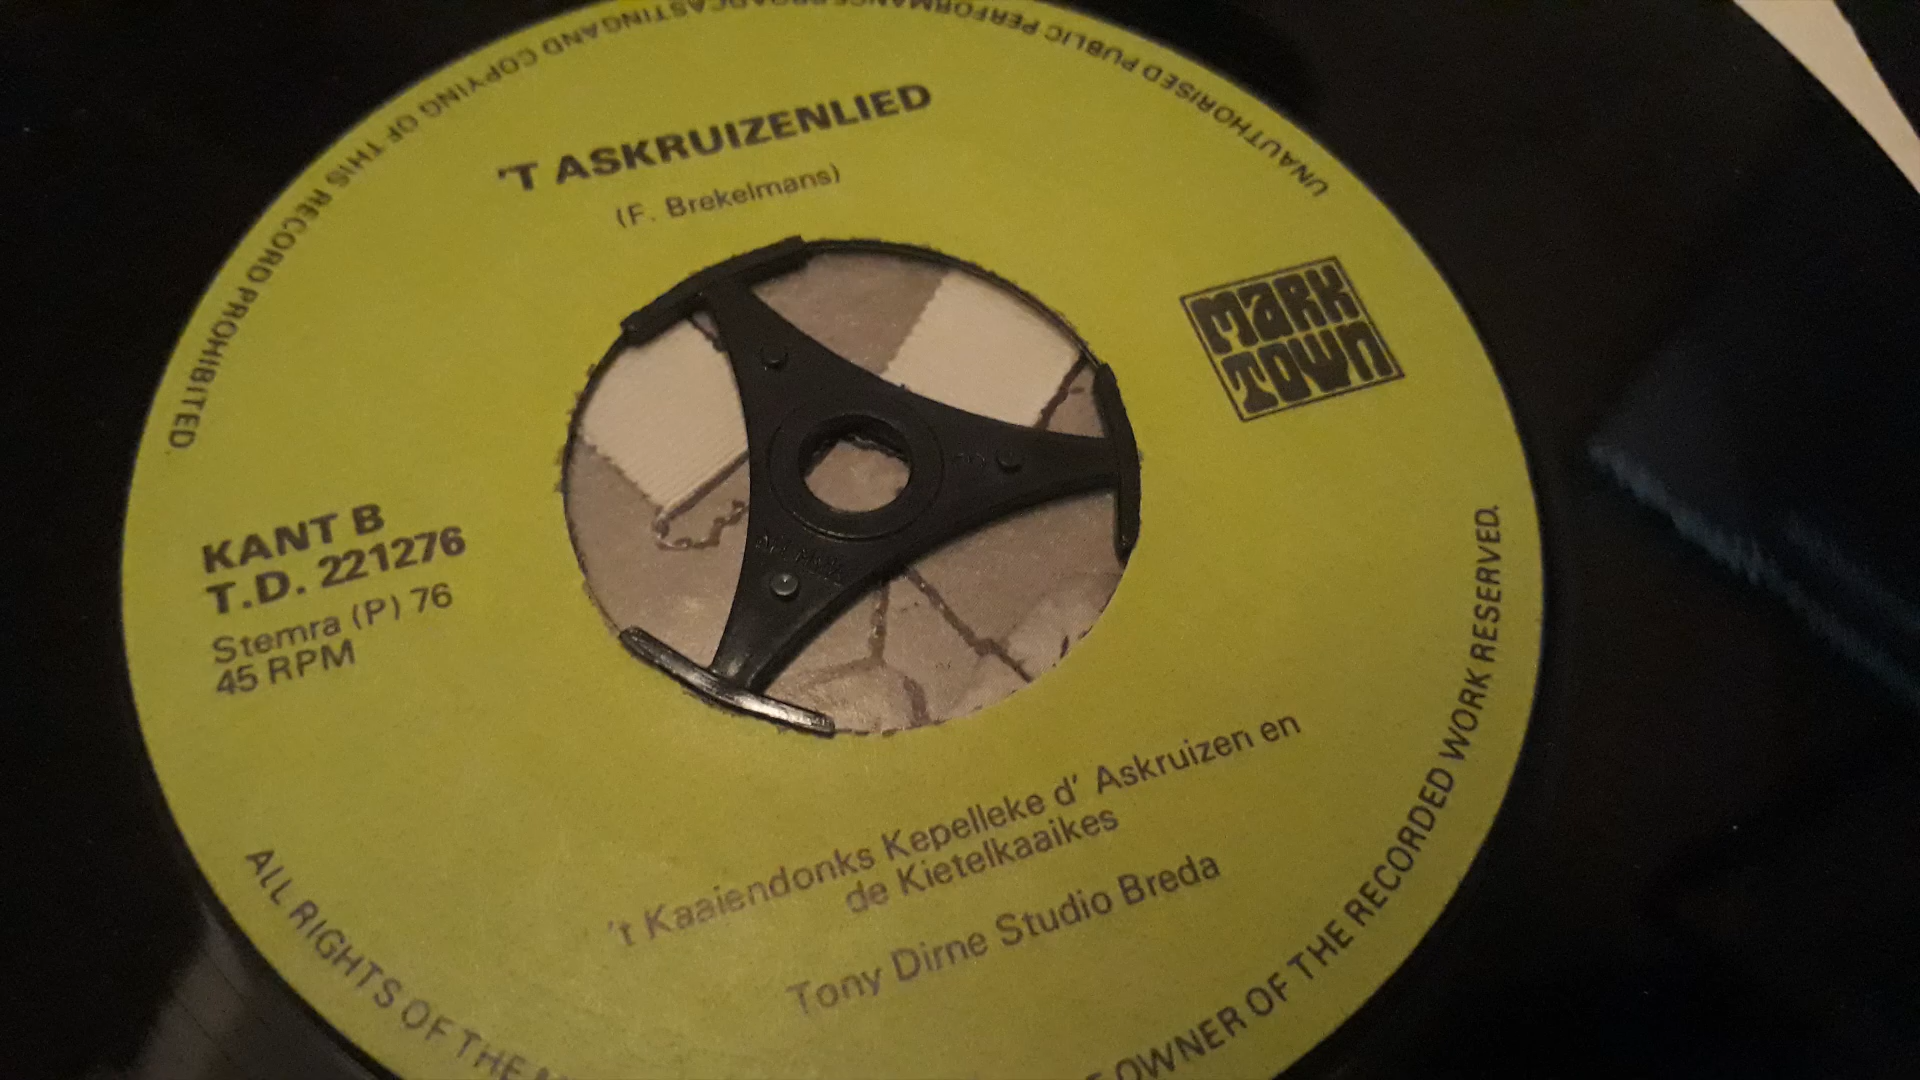 'T ASKRUIZENLIED
(F. Brekelmans)
MARK
TOWN
KANT B
T.D. 221276
Stemra (P) 76
45 RPM
't Kaaiendonks Kepelleke d' Askruizen en
de Kietelkaaikes
Tony Dirne Studio Breda
ALL RIGHTS OF THE
OWNER OF THE RECORDED WORK RESERVED.
UNAUTHORISED PUBLIC PERFORMANCE BROADCASTING AND COPYING OF THIS RECORD PROHIBITED.